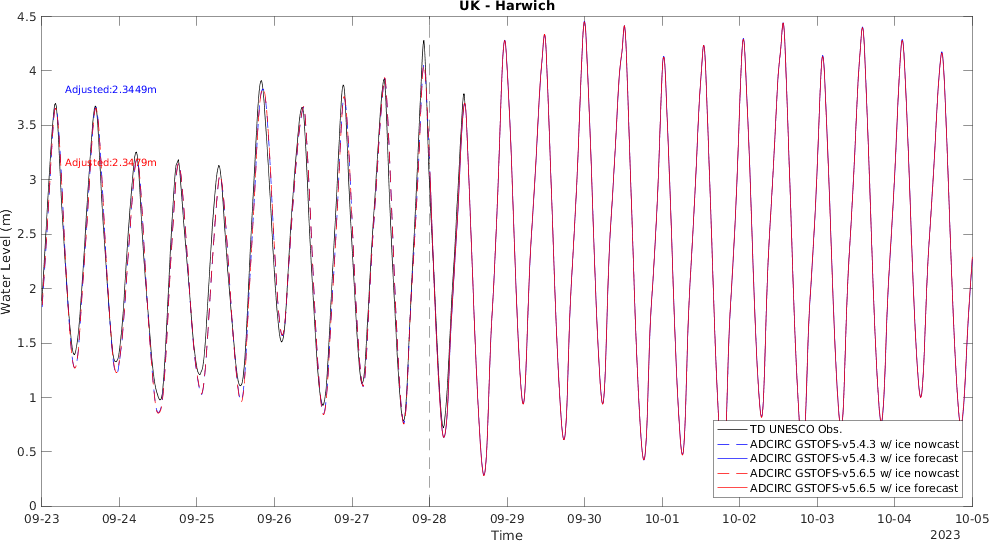 UK - Harwich
4.5
4
3.5
3
2.5
2
1.5
1
0.5
0
Water Level (m)
Adjusted:2.3449m
Adjusted:2.3479m
TD UNESCO Obs.
ADCIRC GSTOFS-v5.4.3 w/ ice nowcast
ADCIRC GSTOFS-v5.4.3 w/ ice forecast
ADCIRC GSTOFS-v5.6.5 w/ ice nowcast
ADCIRC GSTOFS-v5.6.5 w/ ice forecast
09-23 09-24 09-25 09-26 09-27 09-28 09-29 09-30 10-01 10-02 10-03 10-04 10-05
Time
2023